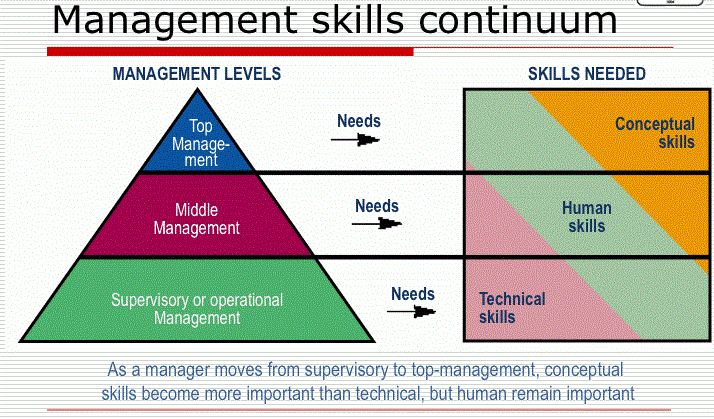 Management skills continuum
MANAGEMENT LEVELS
SKILLS NEEDED
Top
Manage-
ment
Needs
Conceptual
skills
Middle
Management
Needs
Human
skills
Supervisory or operational
Management
Needs
Technical
skills
As a manager moves from supervisory to top-management, conceptual
skills become more important than technical, but human remain important